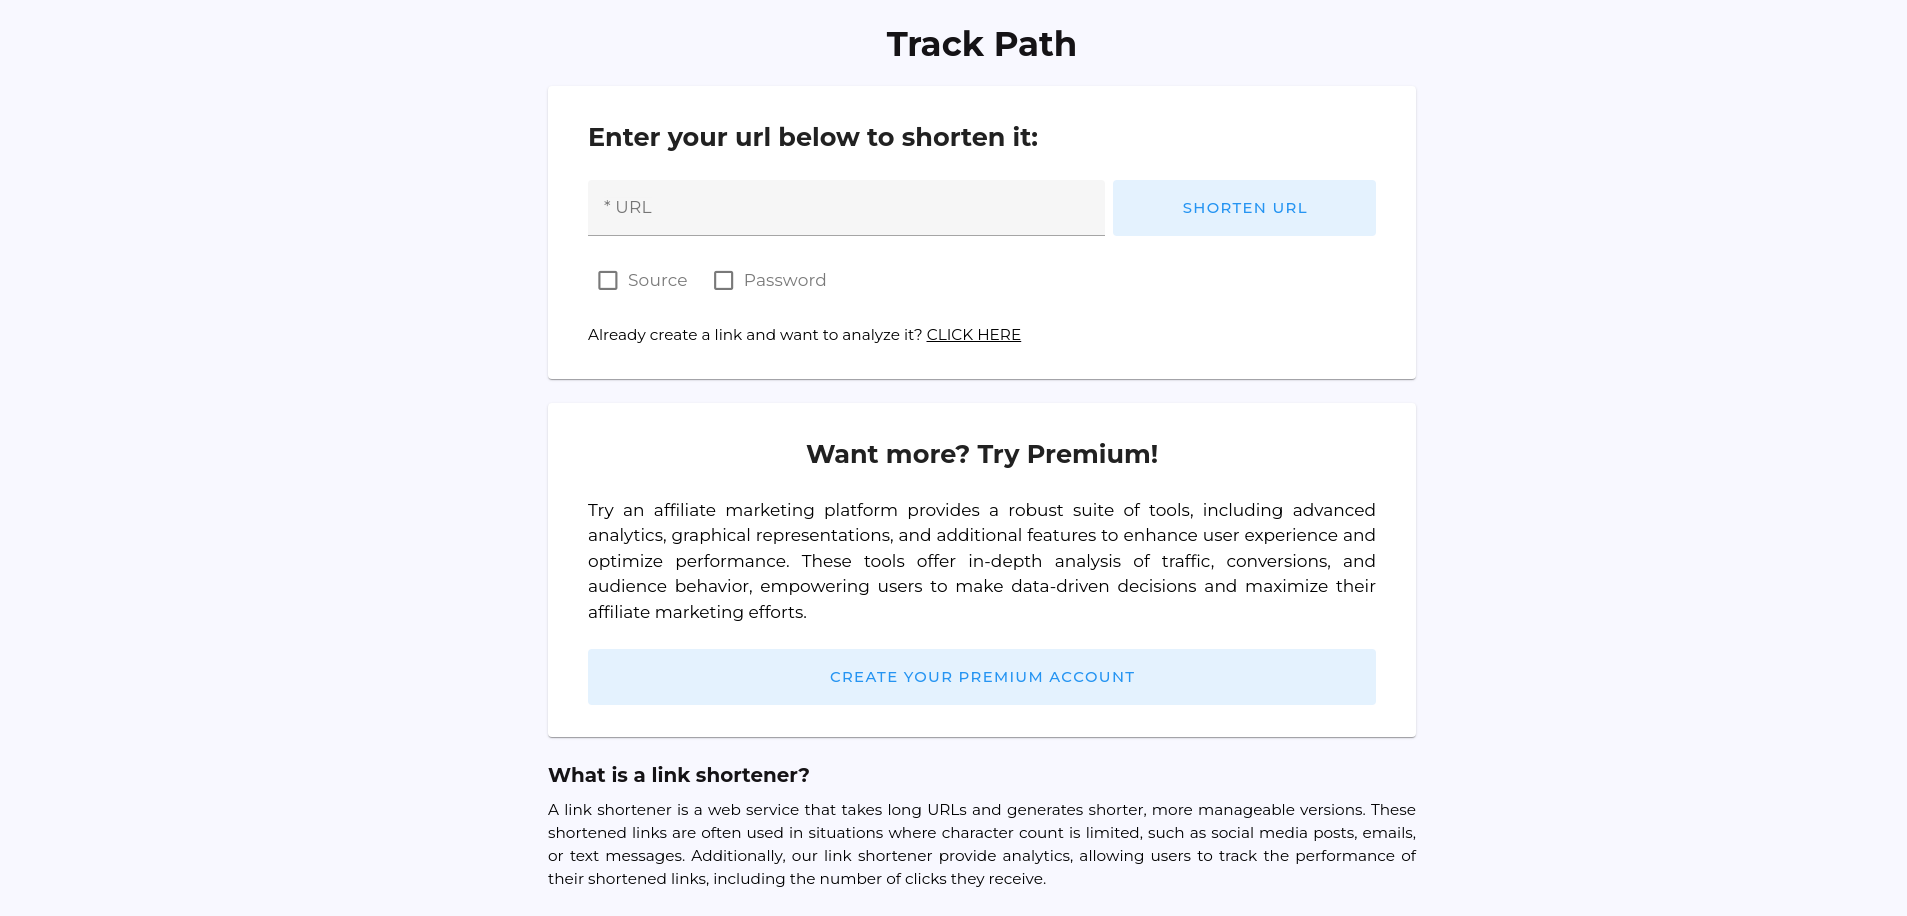 Track Path
Enter your url below to shorten it:
* URL
SHORTEN URL
Source
Password
Already create a link and want to analyze it? CLICK HERE
Want more? Try Premium!
Try an affiliate marketing platform provides a robust suite of tools, including advanced
analytics, graphical representations, and additional features to enhance user experience and
optimize performance. These tools offer in-depth analysis of traffic, conversions, and
audience behavior, empowering users to make data-driven decisions and maximize their
affiliate marketing efforts.
CREATE YOUR PREMIUM ACCOUNT
What is a link shortener?
A link shortener is a web service that takes long URLs and generates shorter, more manageable versions. These
shortened links are often used in situations where character count is limited, such as social media posts, emails,
or text messages. Additionally, our link shortener provide analytics, allowing users to track the performance of
their shortened links, including the number of clicks they receive.